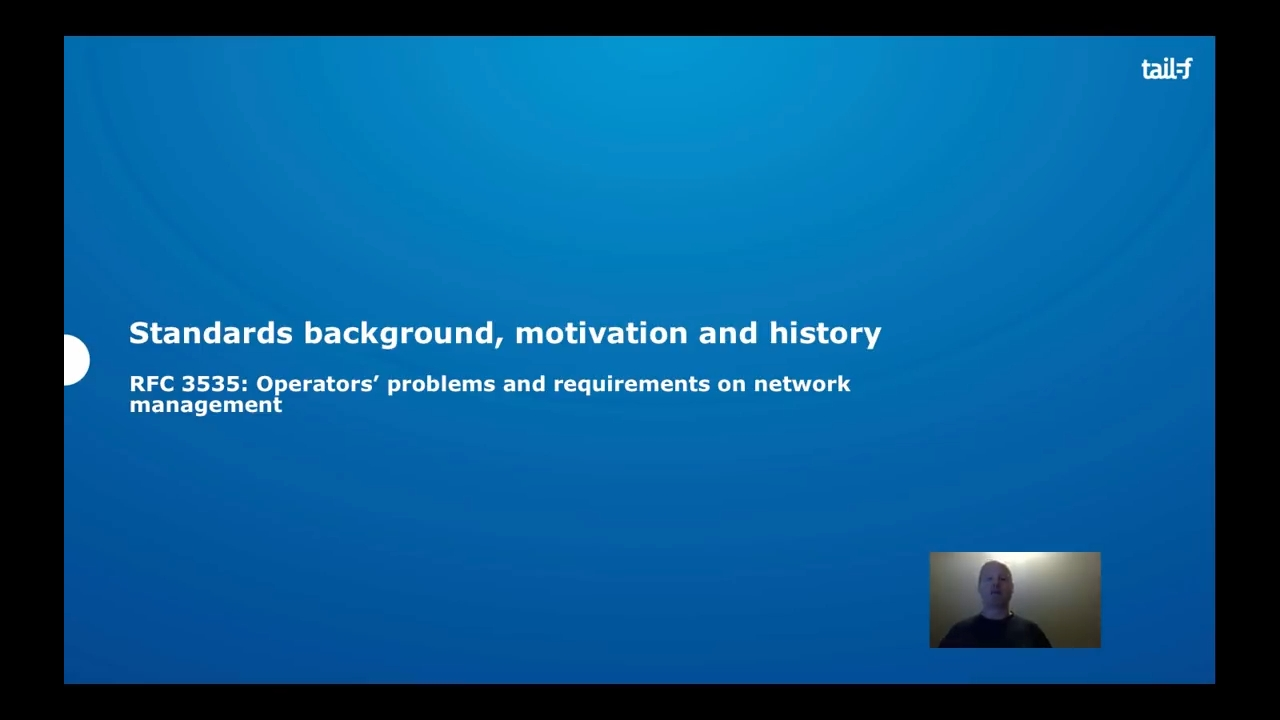 tail-f
Standards background, motivation and history
RFC 3535: Operators’ problems and requirements on network
management